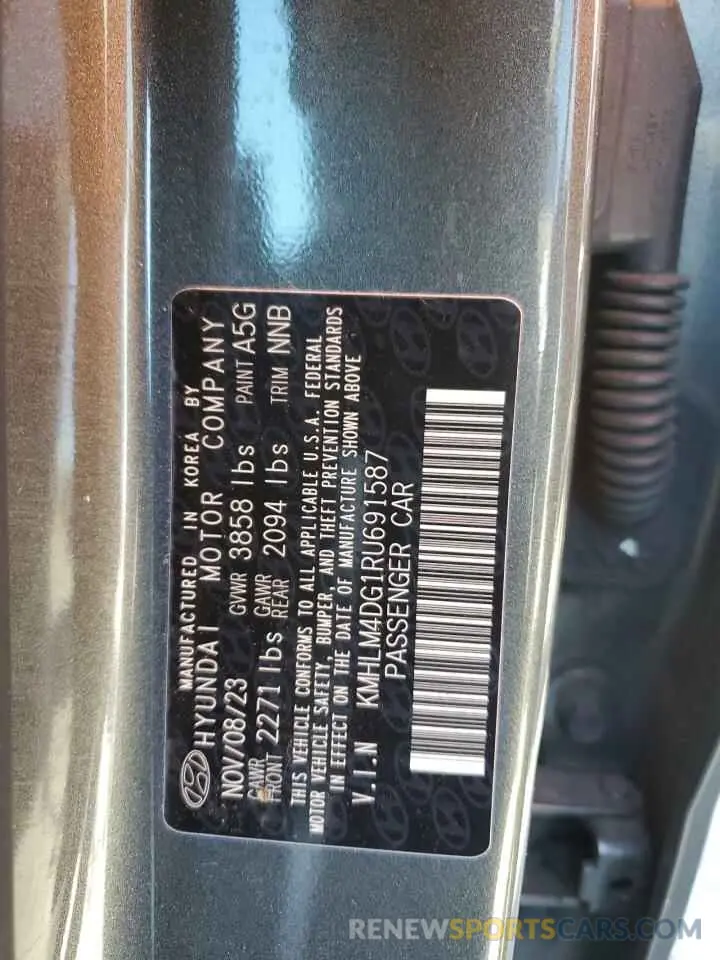 MANUFACTURED IN KOREA BY
HYUNDAI MOTOR COMPANY
NOV/08/23 GVWR 3858 lbs PAINT A5G
GAWR FRONT 2271 lbs GAWR REAR 2094 lbs TRIM NNB
THIS VEHICLE CONFORMS TO ALL APPLICABLE U.S.A. FEDERAL
MOTOR VEHICLE SAFETY, BUMPER, AND THEFT PREVENTION STANDARDS
IN EFFECT ON THE DATE OF MANUFACTURE SHOWN ABOVE
V.I.N KMHLM4DG1RU691587
PASSENGER CAR
RENEWSPORTSCARS.COM